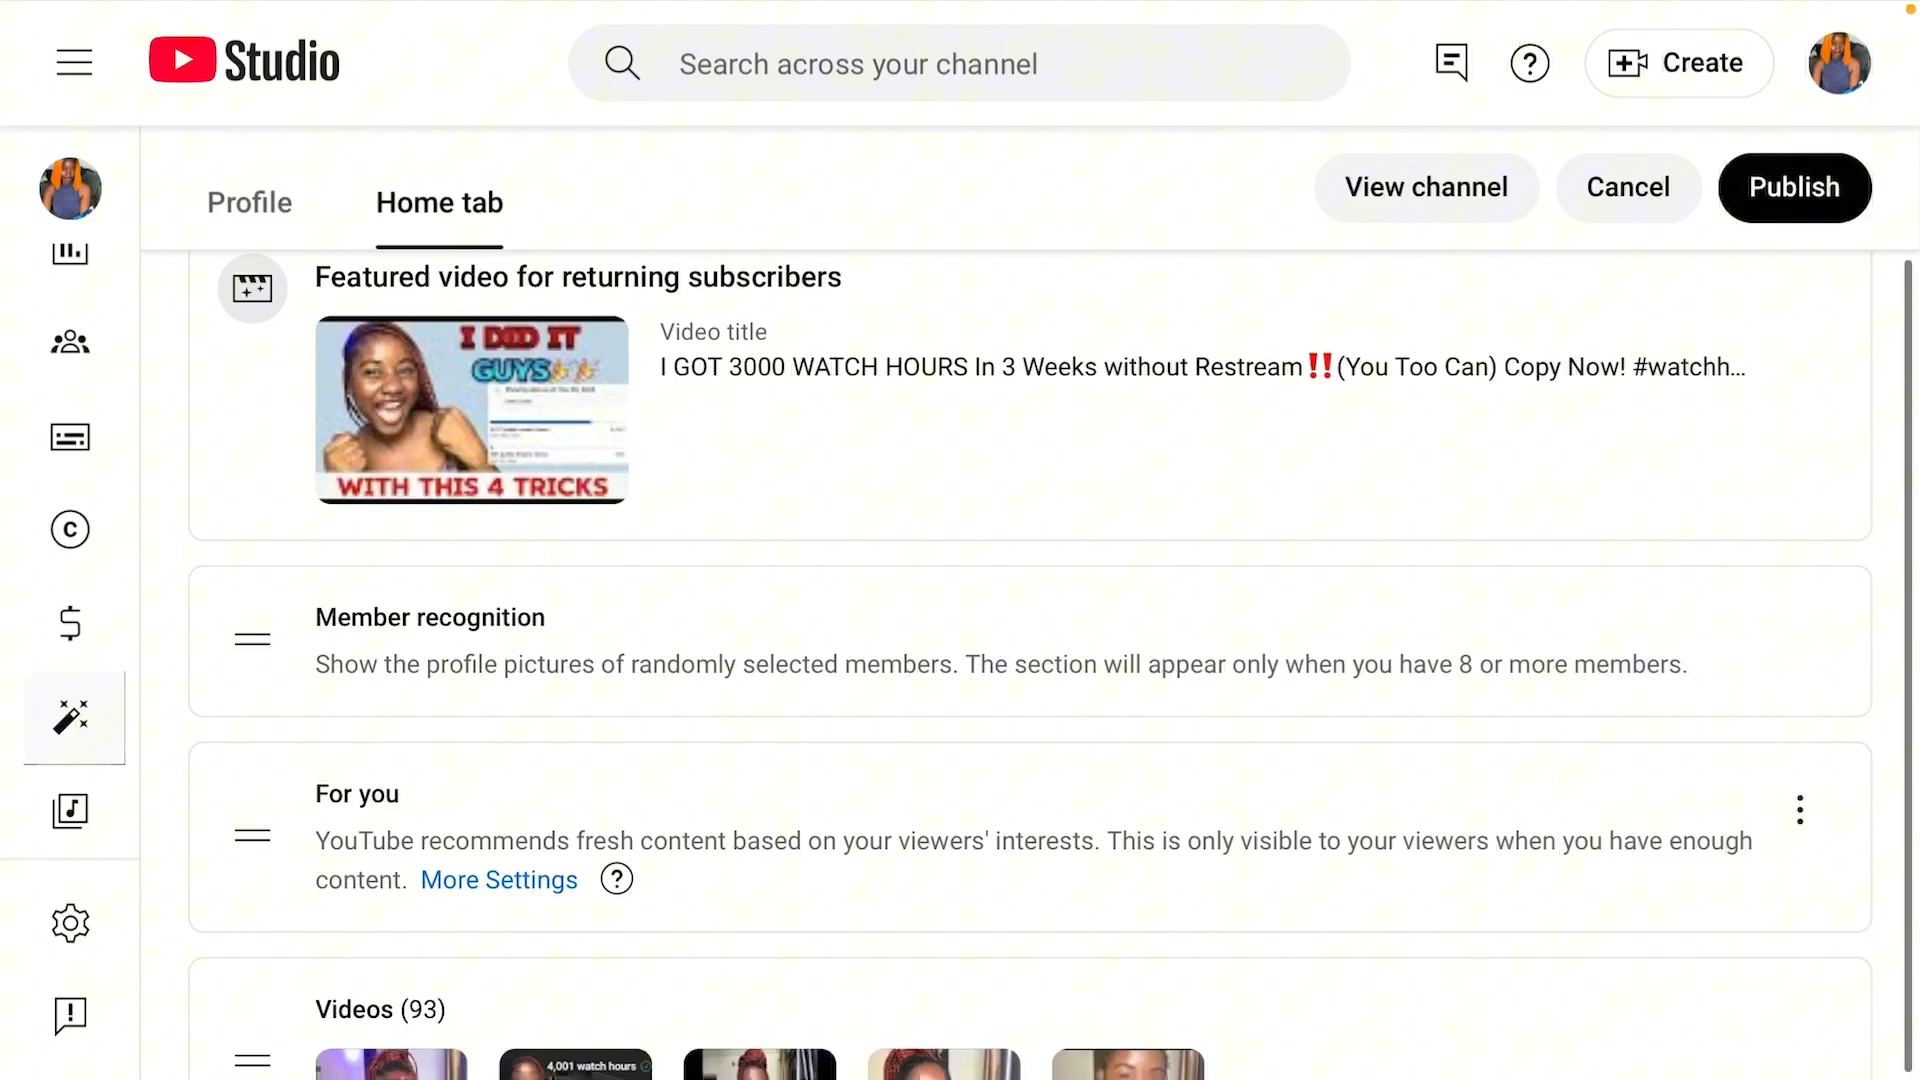 Studio
Search across your channel
Create
Profile
Home tab
View channel
Cancel
Publish
Featured video for returning subscribers
I DID IT
GUYS🎉🎉
WITH THIS 4 TRICKS
Video title
I GOT 3000 WATCH HOURS In 3 Weeks without Restream‼️(You Too Can) Copy Now! #watchh...
Member recognition
Show the profile pictures of randomly selected members. The section will appear only when you have 8 or more members.
For you
YouTube recommends fresh content based on your viewers' interests. This is only visible to your viewers when you have enough
content. More Settings
Videos (93)
4,001 watch hours